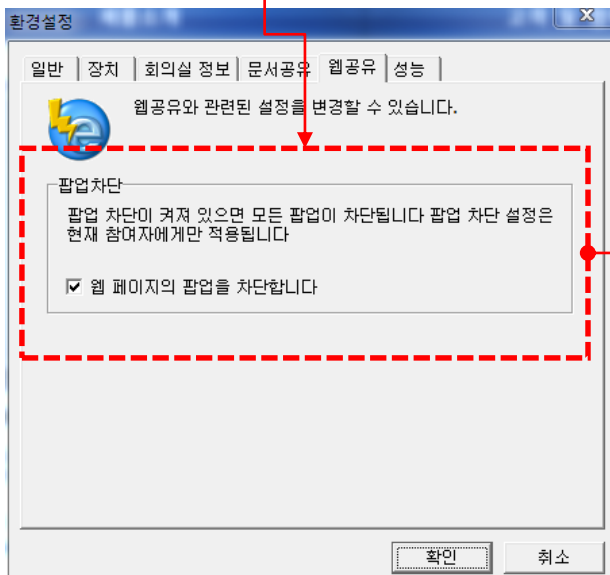 환경설정
일반 장치 회의실 정보 문서공유 웹공유 성능
웹공유와 관련된 설정을 변경할 수 있습니다.
팝업차단
팝업 차단이 켜져 있으면 모든 팝업이 차단됩니다 팝업 차단 설정은
현재 참여자에게만 적용됩니다
웹 페이지의 팝업을 차단합니다
확인 취소